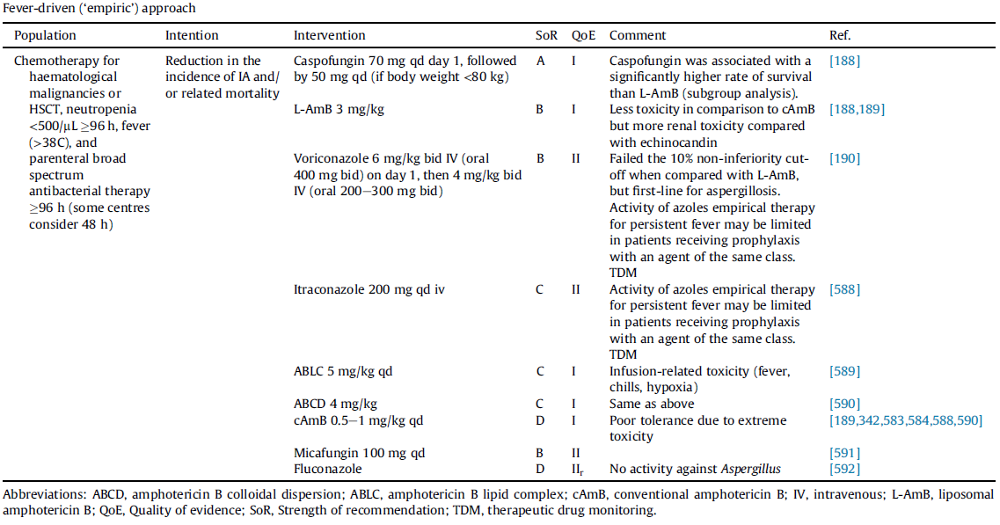 Fever-driven (‘empiric’) approach
Population Intention Intervention SoR QoE Comment Ref.
Chemotherapy for Reduction in the Caspofungin 70 mg qd day 1, followed A I Caspofungin was associated with a [188]
haematological incidence of IA and/ by 50 mg qd (if body weight <80 kg) significantly higher rate of survival
malignancies or or related mortality than L-AmB (subgroup analysis).
HSCT, neutropenia L-AmB 3 mg/kg B I Less toxicity in comparison to cAmB [188,189]
<500/μL ≥96 h, fever but more renal toxicity compared
(>38C), and with echinocandin
parenteral broad Voriconazole 6 mg/kg bid IV (oral B II Failed the 10% non-inferiority cut- [190]
spectrum 400 mg bid) on day 1, then 4 mg/kg bid off when compared with L-AmB,
antibacterial therapy IV (oral 200−300 mg bid) but first-line for aspergillosis.
≥96 h (some centres Activity of azoles empirical therapy
consider 48 h) for persistent fever may be limited
in patients receiving prophylaxis
with an agent of the same class.
TDM
Itraconazole 200 mg qd iv C II Activity of azoles empirical therapy [588]
for persistent fever may be limited
in patients receiving prophylaxis
with an agent of the same class.
TDM
ABLC 5 mg/kg qd C I Infusion-related toxicity (fever, [589]
chills, hypoxia)
ABCD 4 mg/kg C I Same as above [590]
cAmB 0.5−1 mg/kg qd D I Poor tolerance due to extreme [189,342,583,584,588,590]
toxicity
Micafungin 100 mg qd B II [591]
Fluconazole D IIr No activity against Aspergillus [592]
Abbreviations: ABCD, amphotericin B colloidal dispersion; ABLC, amphotericin B lipid complex; cAmB, conventional amphotericin B; IV, intravenous; L-AmB, liposomal
amphotericin B; QoE, Quality of evidence; SoR, Strength of recommendation; TDM, therapeutic drug monitoring.